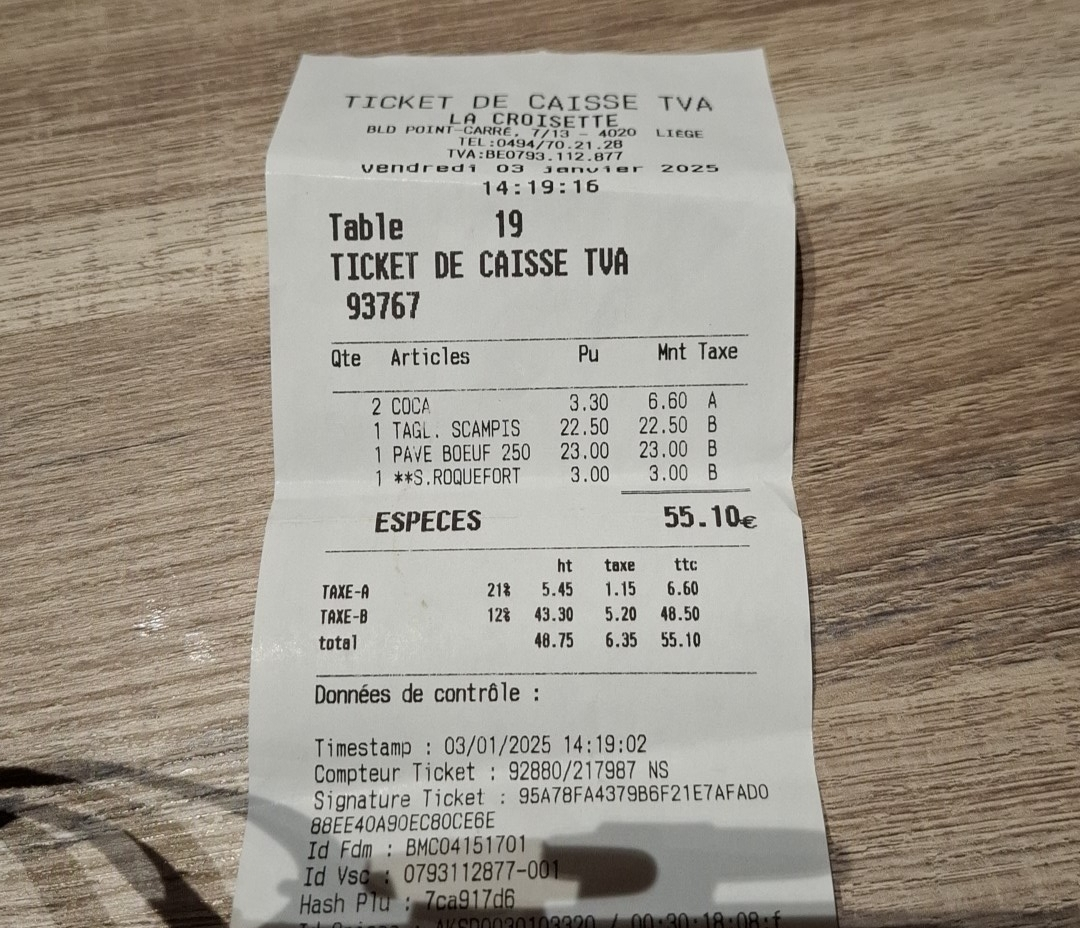 TICKET DE CAISSE TVA
LA CROISETTE
BLD POINT-CARRÉ, 7/13 - 4020 LIÈGE
TEL:0494/70.21.28
TVA:BE0793.112.877
vendredi 03 janvier 2025
14:19:16
Table 19
TICKET DE CAISSE TVA
93767
Qte Articles Pu Mnt Taxe
2 COCA 3.30 6.60 A
1 TAGL. SCAMPIS 22.50 22.50 B
1 PAVE BOEUF 250 23.00 23.00 B
1 **S.ROQUEFORT 3.00 3.00 B
ESPECES 55.10€
ht taxe ttc
TAXE-A 21% 5.45 1.15 6.60
TAXE-B 12% 43.30 5.20 48.50
total 48.75 6.35 55.10
Données de contrôle :
Timestamp : 03/01/2025 14:19:02
Compteur Ticket : 92880/217987 NS
Signature Ticket : 95A78FA4379B6F21E7AFAD0
88EE40A90EC80CE6E
Id Fdm : BMC04151701
Id Vsc : 0793112877-001
Hash Plu : 7ca917d6